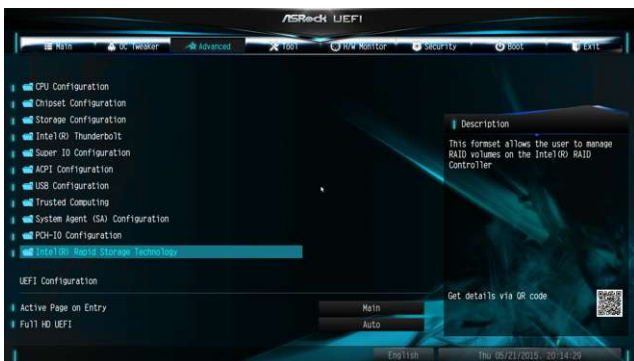 ASRock UEFI
Main OC Tweaker Advanced Tool H/W Monitor Security Boot Exit
CPU Configuration
Chipset Configuration
Storage Configuration
Intel(R) Thunderbolt
Super IO Configuration
ACPI Configuration
USB Configuration
Trusted Computing
System Agent (SA) Configuration
PCH-IO Configuration
Intel(R) Rapid Storage Technology
UEFI Configuration
Active Page on Entry Main
Full HD UEFI Auto
Description
This formset allows the user to manage
RAID volumes on the Intel(R) RAID
Controller
Get details via QR code
English Thu 05/21/2015. 20:14:29